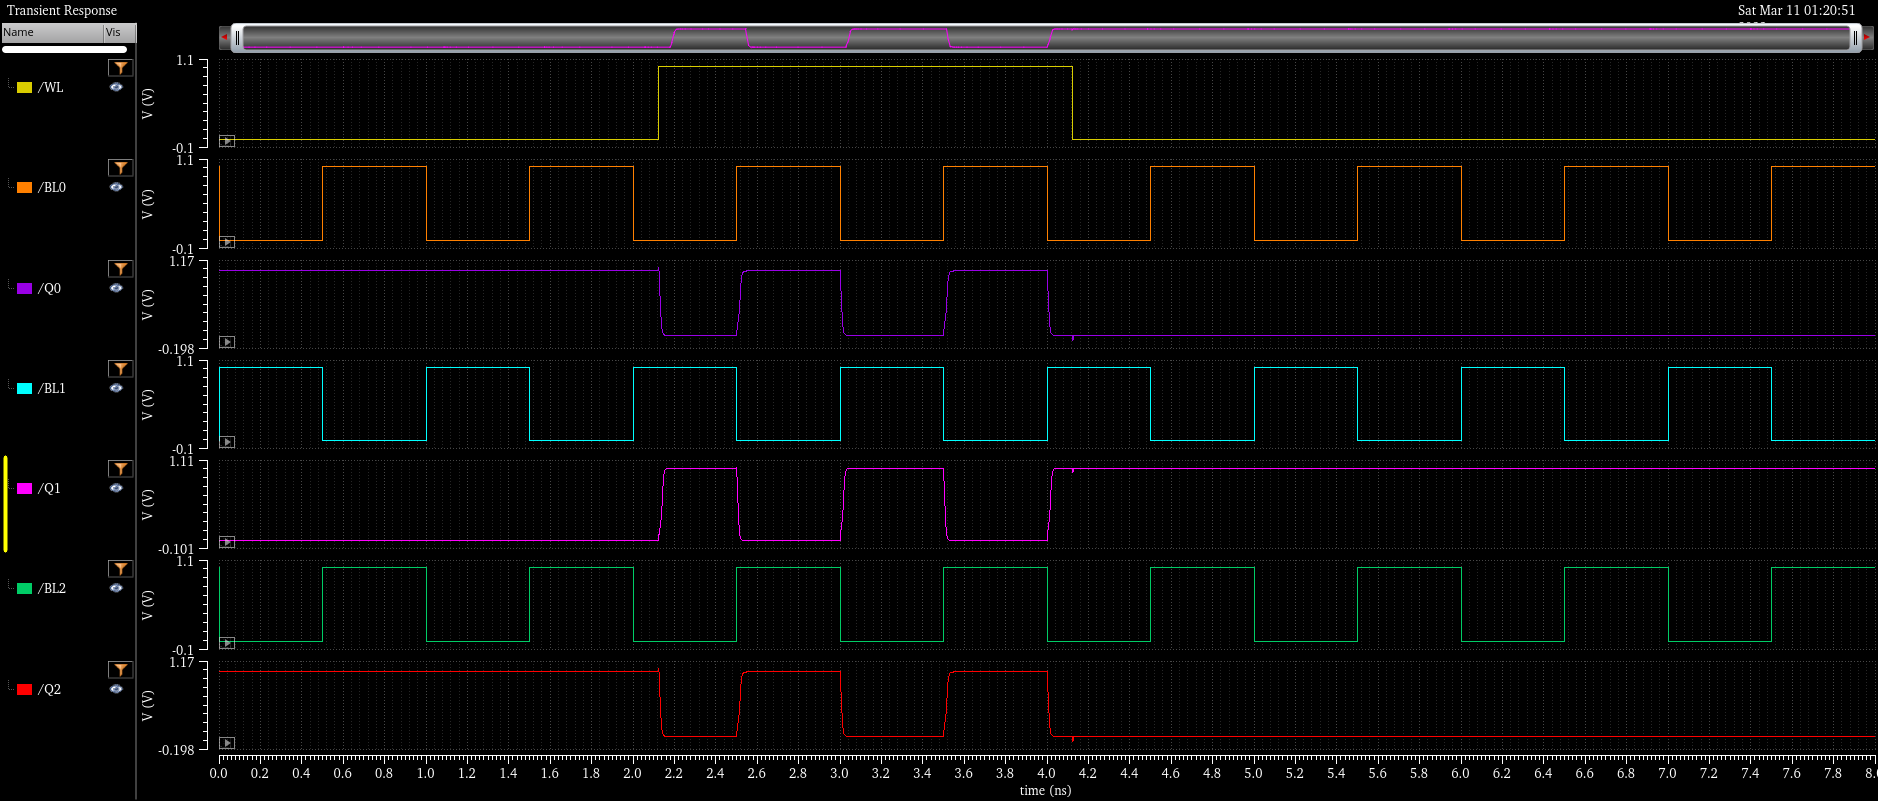 Transient Response
Sat Mar 11 01:20:51
Name Vis
/WL
1.1
V (V)
-0.1
/BL0
1.1
V (V)
-0.1
/Q0
1.17
V (V)
-0.198
/BL1
1.1
V (V)
-0.1
/Q1
1.11
V (V)
-0.101
/BL2
1.1
V (V)
-0.1
/Q2
1.17
V (V)
-0.198
0.0 0.2 0.4 0.6 0.8 1.0 1.2 1.4 1.6 1.8 2.0 2.2 2.4 2.6 2.8 3.0 3.2 3.4 3.6 3.8 4.0 4.2 4.4 4.6 4.8 5.0 5.2 5.4 5.6 5.8 6.0 6.2 6.4 6.6 6.8 7.0 7.2 7.4 7.6 7.8 8.
time (ns)